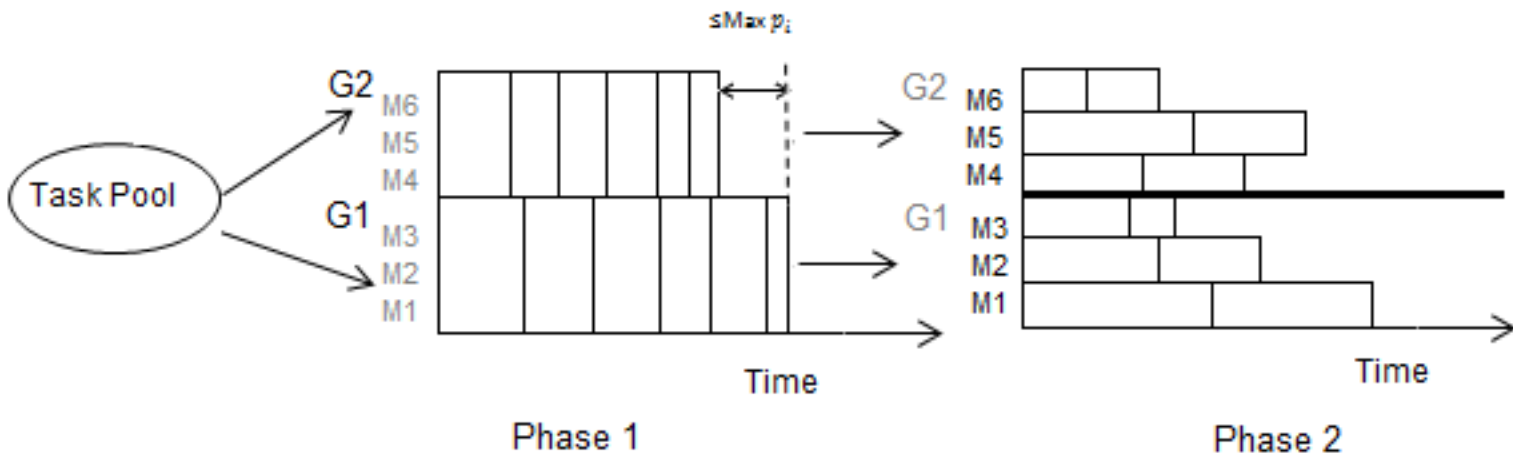 ≤Max pᵢ
Task Pool
G2
M6
M5
M4
G1
M3
M2
M1
Time
Phase 1
G2
M6
M5
M4
G1
M3
M2
M1
Time
Phase 2